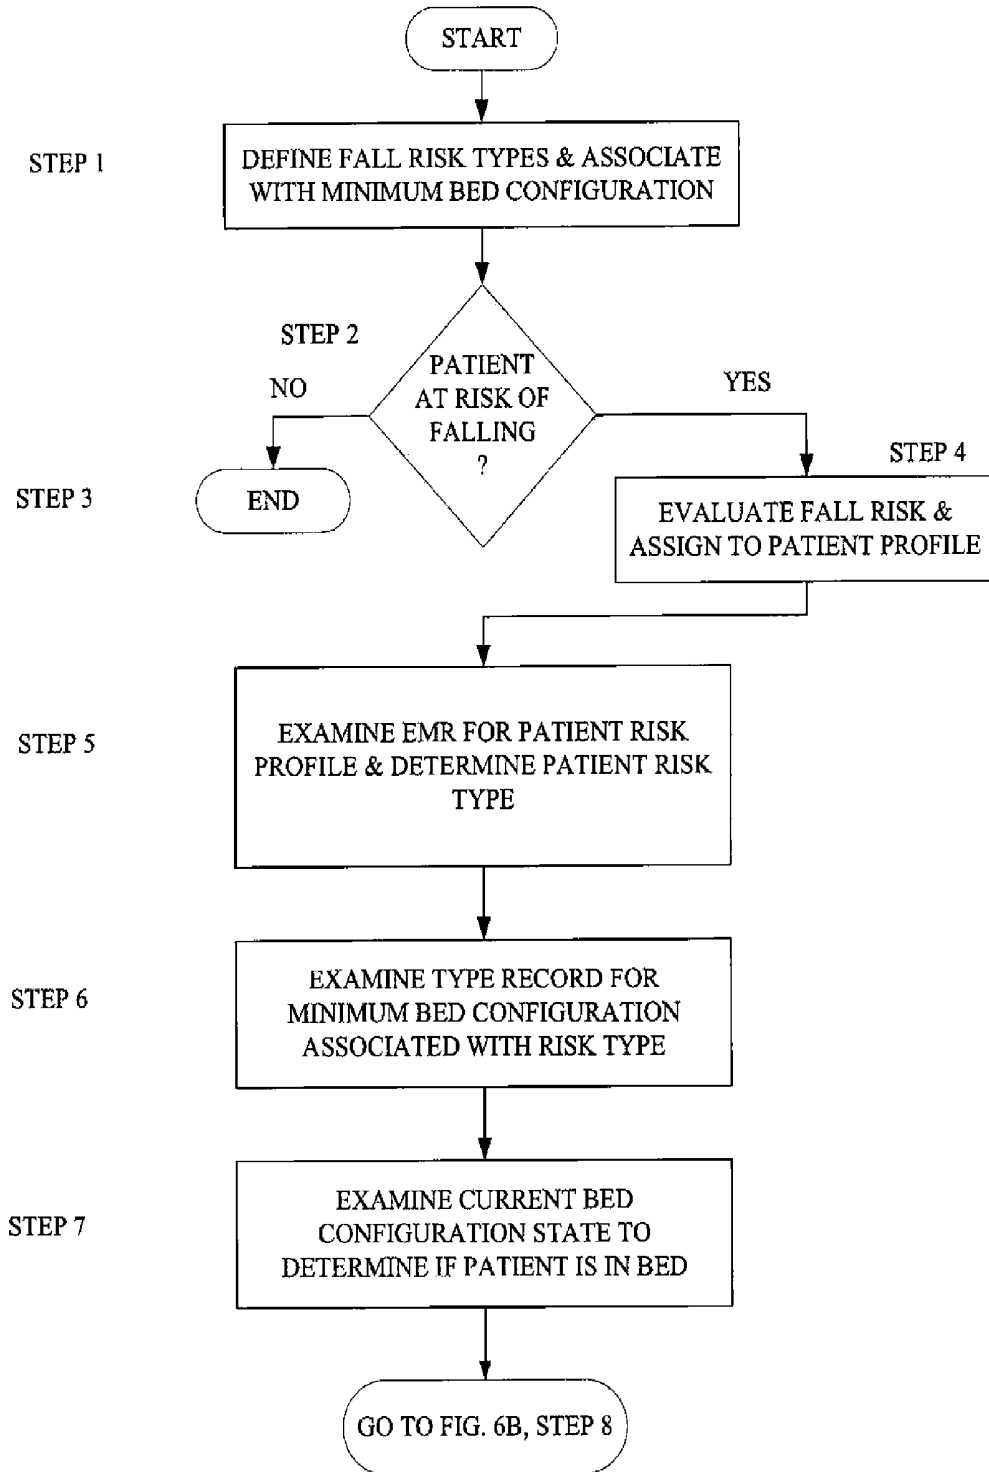 START
STEP 1
DEFINE FALL RISK TYPES & ASSOCIATE
WITH MINIMUM BED CONFIGURATION
STEP 2
PATIENT
AT RISK OF
FALLING
?
NO
YES
STEP 3
END
STEP 4
EVALUATE FALL RISK &
ASSIGN TO PATIENT PROFILE
STEP 5
EXAMINE EMR FOR PATIENT RISK
PROFILE & DETERMINE PATIENT RISK
TYPE
STEP 6
EXAMINE TYPE RECORD FOR
MINIMUM BED CONFIGURATION
ASSOCIATED WITH RISK TYPE
STEP 7
EXAMINE CURRENT BED
CONFIGURATION STATE TO
DETERMINE IF PATIENT IS IN BED
GO TO FIG. 6B, STEP 8